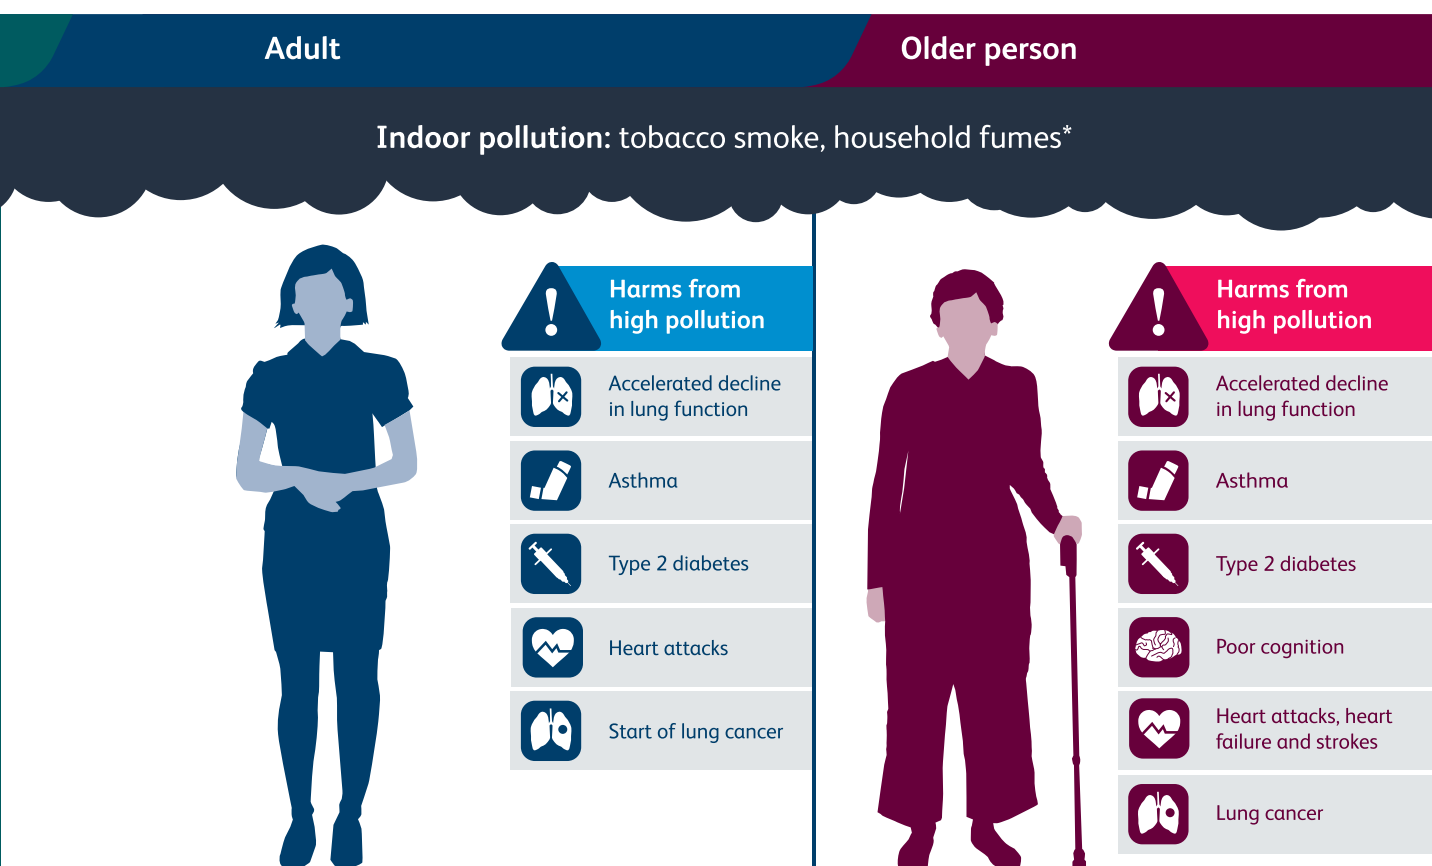 Adult
Older person
Indoor pollution: tobacco smoke, household fumes*
Harms from
high pollution
Accelerated decline
in lung function
Asthma
Type 2 diabetes
Heart attacks
Start of lung cancer
Harms from
high pollution
Accelerated decline
in lung function
Asthma
Type 2 diabetes
Poor cognition
Heart attacks, heart
failure and strokes
Lung cancer